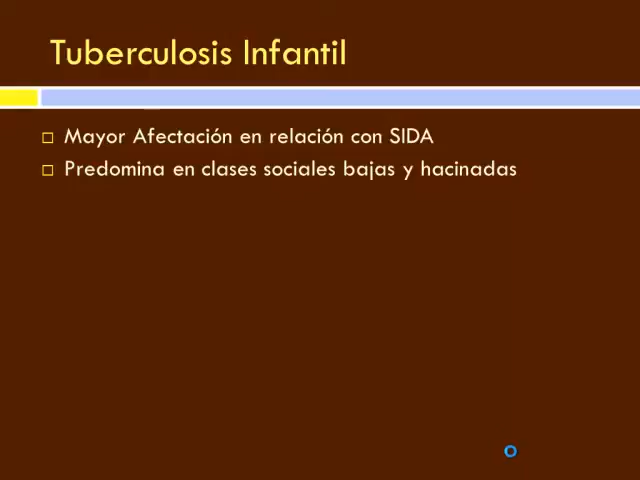 Tuberculosis Infantil
Mayor Afectación en relación con SIDA
Predomina en clases sociales bajas y hacinadas